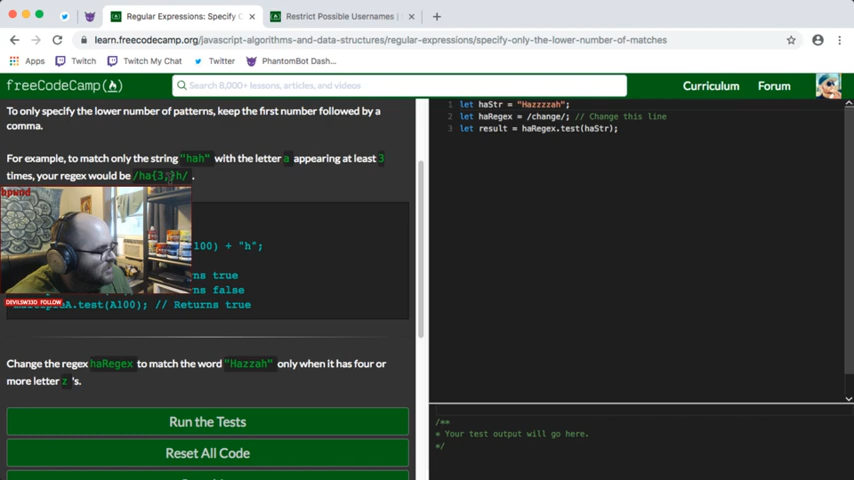 Regular Expressions: Specify O
Restrict Possible Usernames |
learn.freecodecamp.org/javascript-algorithms-and-data-structures/regular-expressions/specify-only-the-lower-number-of-matches
Apps Twitch Twitch My Chat Twitter PhantomBot Dash...
freeCodeCamp
Search 8,000+ lessons, articles, and videos
Curriculum Forum
To only specify the lower number of patterns, keep the first number followed by a
comma.
For example, to match only the string "hah" with the letter a appearing at least 3
times, your regex would be /ha{3,}h/ .
100) + "h";
ns true
ns false
.test(A100); // Returns true
DEVILSW33D FOLLOW
Change the regex haRegex to match the word "Hazzah" only when it has four or
more letter z 's.
Run the Tests
Reset All Code
1 let haStr = "Hazzzzah";
2 let haRegex = /change/; // Change this line
3 let result = haRegex.test(haStr);
/**
* Your test output will go here.
*/